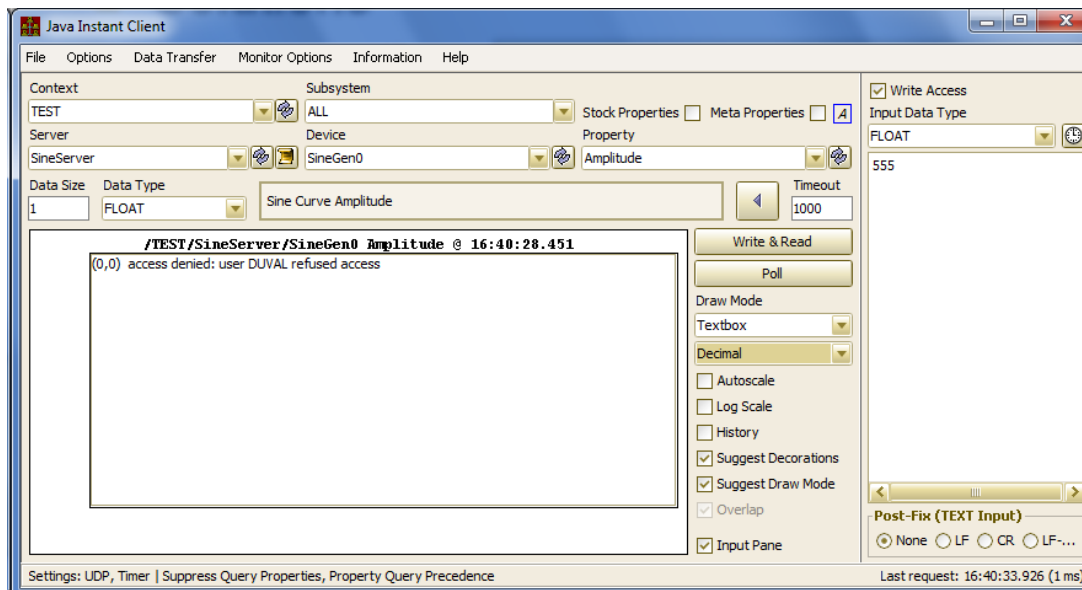 Java Instant Client
File Options Data Transfer Monitor Options Information Help
Context Subsystem
TEST ALL Stock Properties Meta Properties A
Server Device Property
SineServer SineGen0 Amplitude
Data Size Data Type Timeout
1 FLOAT Sine Curve Amplitude 1000
/TEST/SineServer/SineGen0 Amplitude @ 16:40:28.451
(0,0) access denied: user DUVAL refused access
Write & Read
Poll
Draw Mode
Textbox
Decimal
Autoscale
Log Scale
History
Suggest Decorations
Suggest Draw Mode
Overlap
Input Pane
Write Access
Input Data Type
FLOAT
555
Post-Fix (TEXT Input)
None LF CR LF-...
Settings: UDP, Timer | Suppress Query Properties, Property Query Precedence Last request: 16:40:33.926 (1 ms)